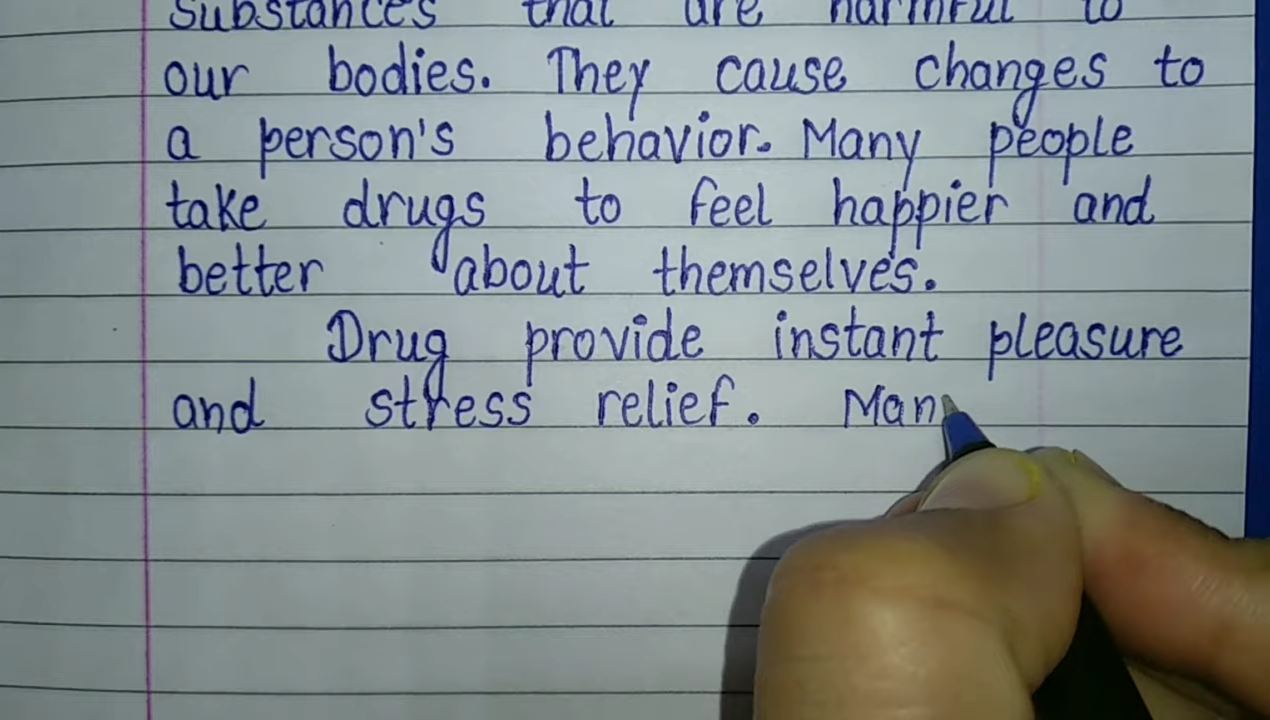 substances that are harmful to
our bodies. They cause changes to
a person's behavior. Many people
take drugs to feel happier and
better about themselves.
Drug provide instant pleasure
and stress relief. Man